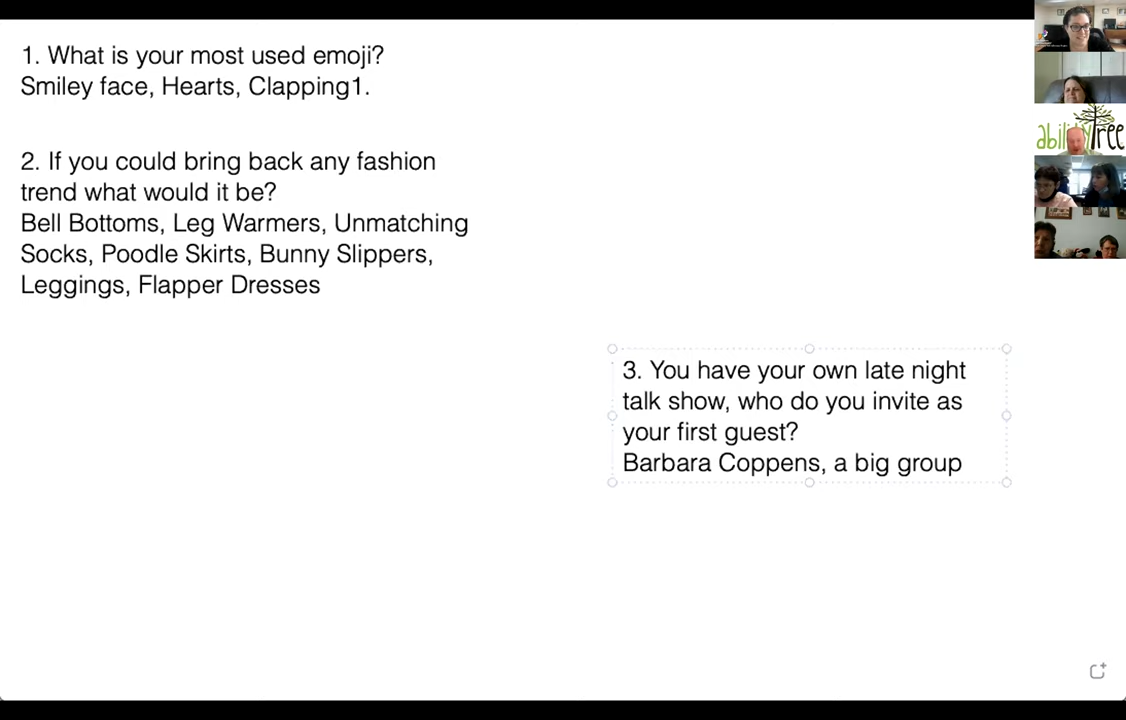 1. What is your most used emoji?
Smiley face, Hearts, Clapping1.
2. If you could bring back any fashion
trend what would it be?
Bell Bottoms, Leg Warmers, Unmatching
Socks, Poodle Skirts, Bunny Slippers,
Leggings, Flapper Dresses
3. You have your own late night
talk show, who do you invite as
your first guest?
Barbara Coppens, a big group